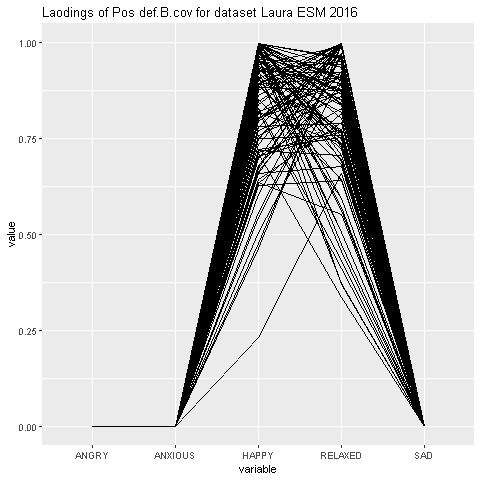 Laodings of Pos def.B.cov for dataset Laura ESM 2016
1.00
0.75
0.50
0.25
0.00
value
ANGRY ANXIOUS HAPPY RELAXED SAD
variable